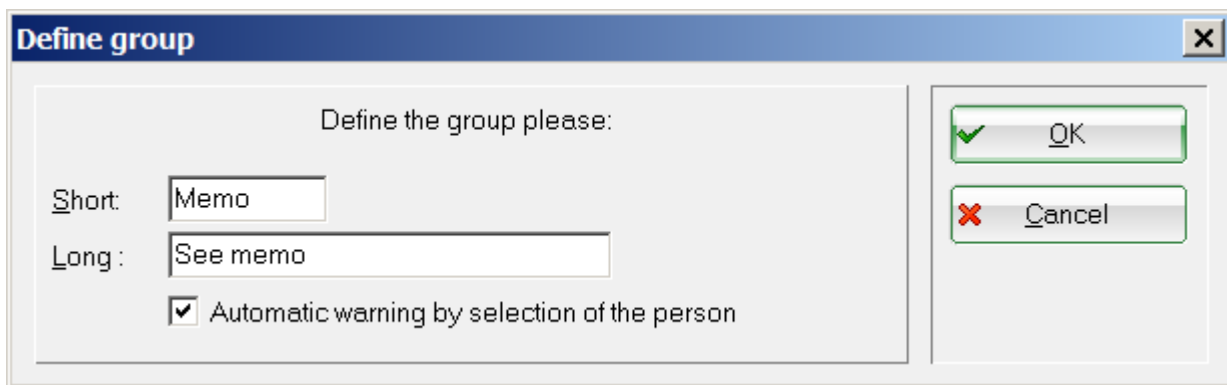 Define group
Define the group please:
Short: Memo
Long : See memo
Automatic warning by selection of the person
OK
Cancel